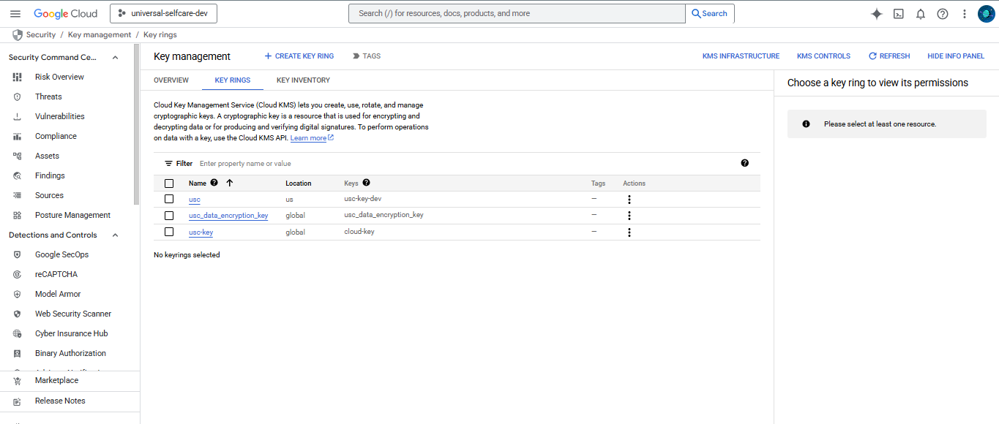 Google Cloud
universal-selfcare-dev
Search (/) for resources, docs, products, and more
Search
Security / Key management / Key rings
Security Command Ce...
Risk Overview
Threats
Vulnerabilities
Compliance
Assets
Findings
Sources
Posture Management
Detections and Controls
Google SecOps
reCAPTCHA
Model Armor
Web Security Scanner
Cyber Insurance Hub
Binary Authorization
Marketplace
Release Notes
Key management
CREATE KEY RING
TAGS
KMS INFRASTRUCTURE
KMS CONTROLS
REFRESH
HIDE INFO PANEL
OVERVIEW
KEY RINGS
KEY INVENTORY
Cloud Key Management Service (Cloud KMS) lets you create, use, rotate, and manage
cryptographic keys. A cryptographic key is a resource that is used for encrypting and
decrypting data or for producing and verifying digital signatures. To perform operations
on data with a key, use the Cloud KMS API. Learn more
Filter Enter property name or value
Name Location Keys Tags Actions
usc us usc-key-dev —
usc_data_encryption_key global usc_data_encryption_key —
usc-key global cloud-key —
No keyrings selected
Choose a key ring to view its permissions
Please select at least one resource.